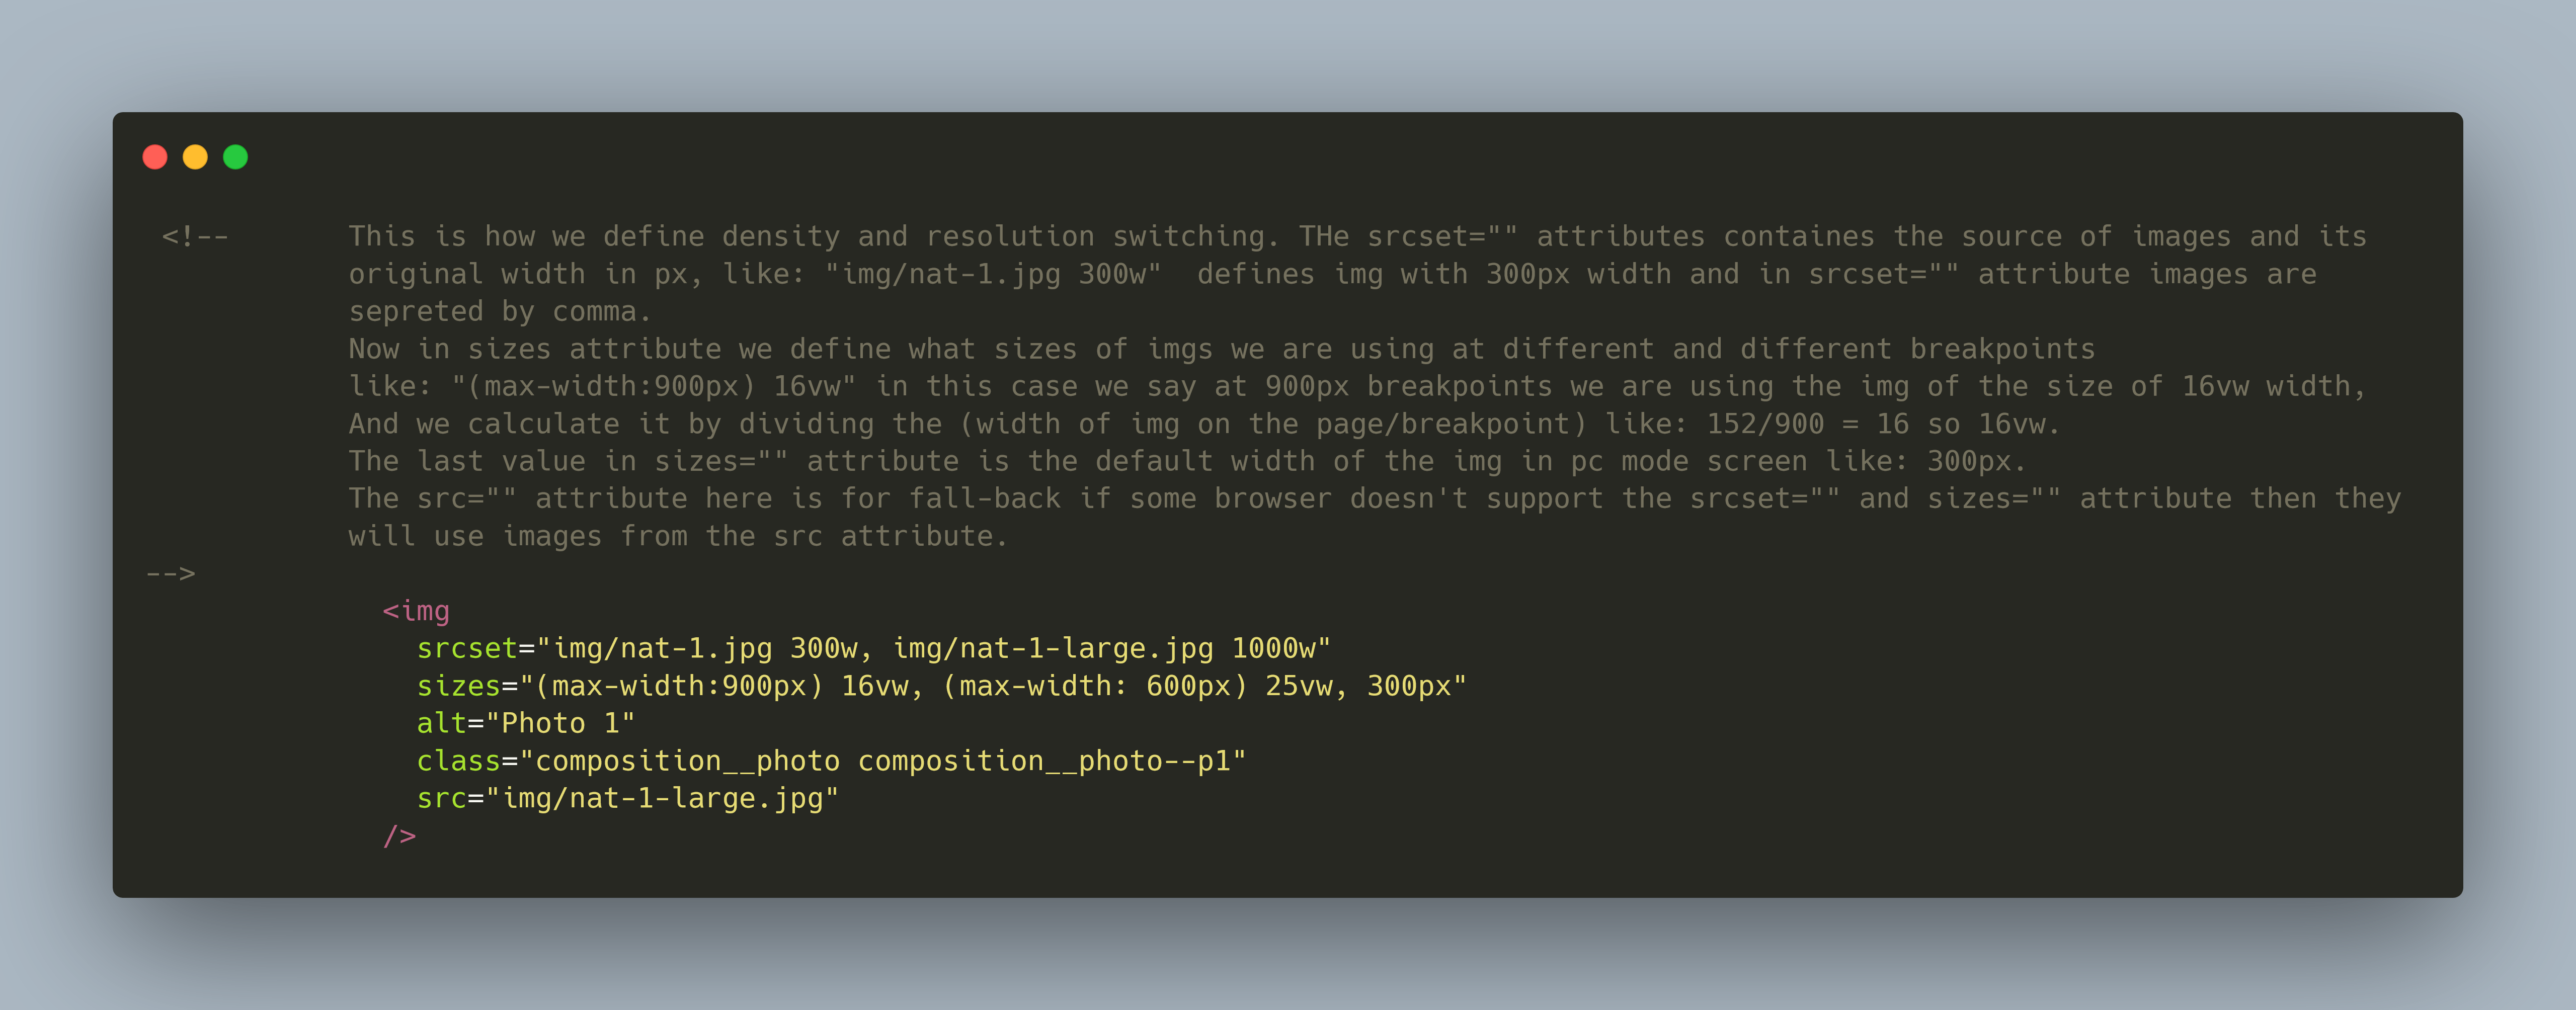 <!-- This is how we define density and resolution switching. THe srcset="" attributes containes the source of images and its
original width in px, like: "img/nat-1.jpg 300w"  defines img with 300px width and in srcset="" attribute images are
sepreted by comma.
Now in sizes attribute we define what sizes of imgs we are using at different and different breakpoints
like: "(max-width:900px) 16vw" in this case we say at 900px breakpoints we are using the img of the size of 16vw width,
And we calculate it by dividing the (width of img on the page/breakpoint) like: 152/900 = 16 so 16vw.
The last value in sizes="" attribute is the default width of the img in pc mode screen like: 300px.
The src="" attribute here is for fall-back if some browser doesn't support the srcset="" and sizes="" attribute then they
will use images from the src attribute.
-->
<img
srcset="img/nat-1.jpg 300w, img/nat-1-large.jpg 1000w"
sizes="(max-width:900px) 16vw, (max-width: 600px) 25vw, 300px"
alt="Photo 1"
class="composition__photo composition__photo--p1"
src="img/nat-1-large.jpg"
/>